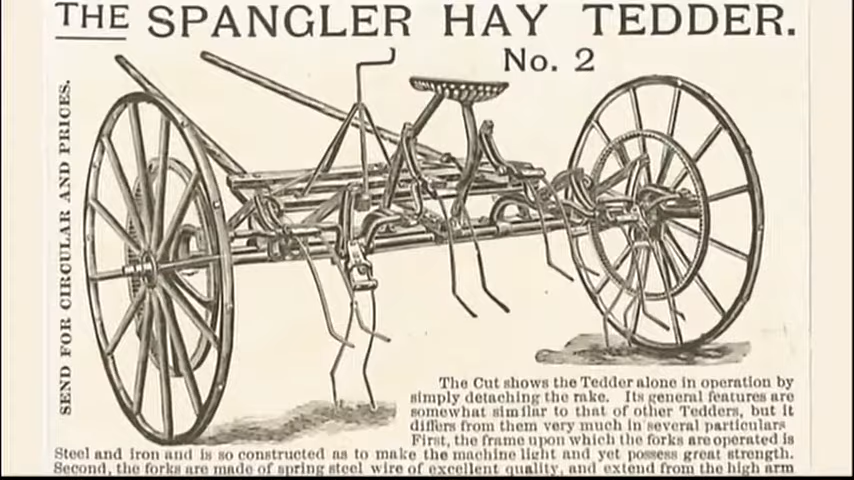 THE SPANGLER HAY TEDDER.
No. 2
SEND FOR CIRCULAR AND PRICES.
The Cut shows the Tedder alone in operation by
simply detaching the rake. Its general features are
somewhat similar to that of other Tedders, but it
differs from them very much in several particulars
First, the frame upon which the forks are operated is
Steel and Iron and is so constructed as to make the machine light and yet possess great strength.
Second, the forks are made of spring steel wire of excellent quality, and extend from the high arm